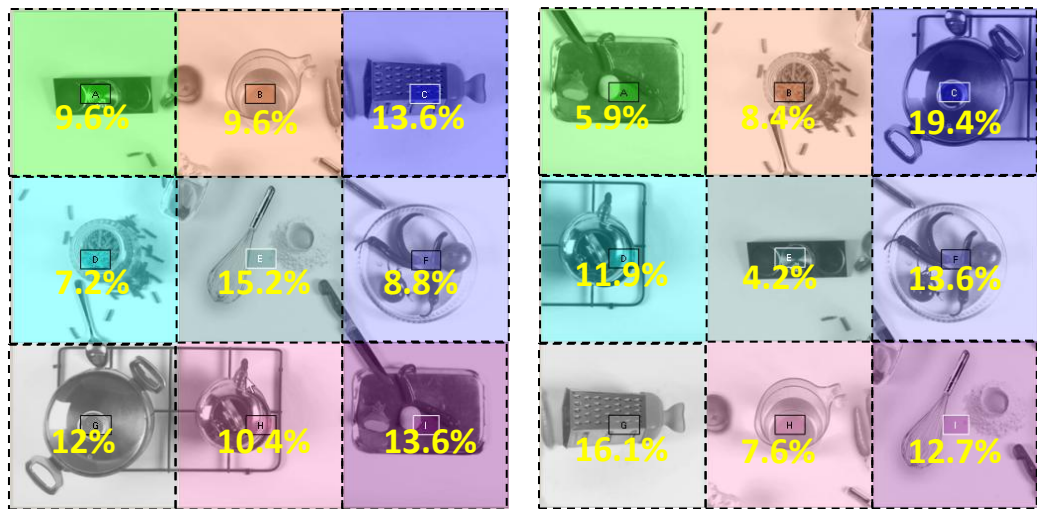 A B C
9.6% 9.6% 13.6%
D E F
7.2% 15.2% 8.8%
G H I
12% 10.4% 13.6%
A B C
5.9% 8.4% 19.4%
D E F
11.9% 4.2% 13.6%
G H I
16.1% 7.6% 12.7%